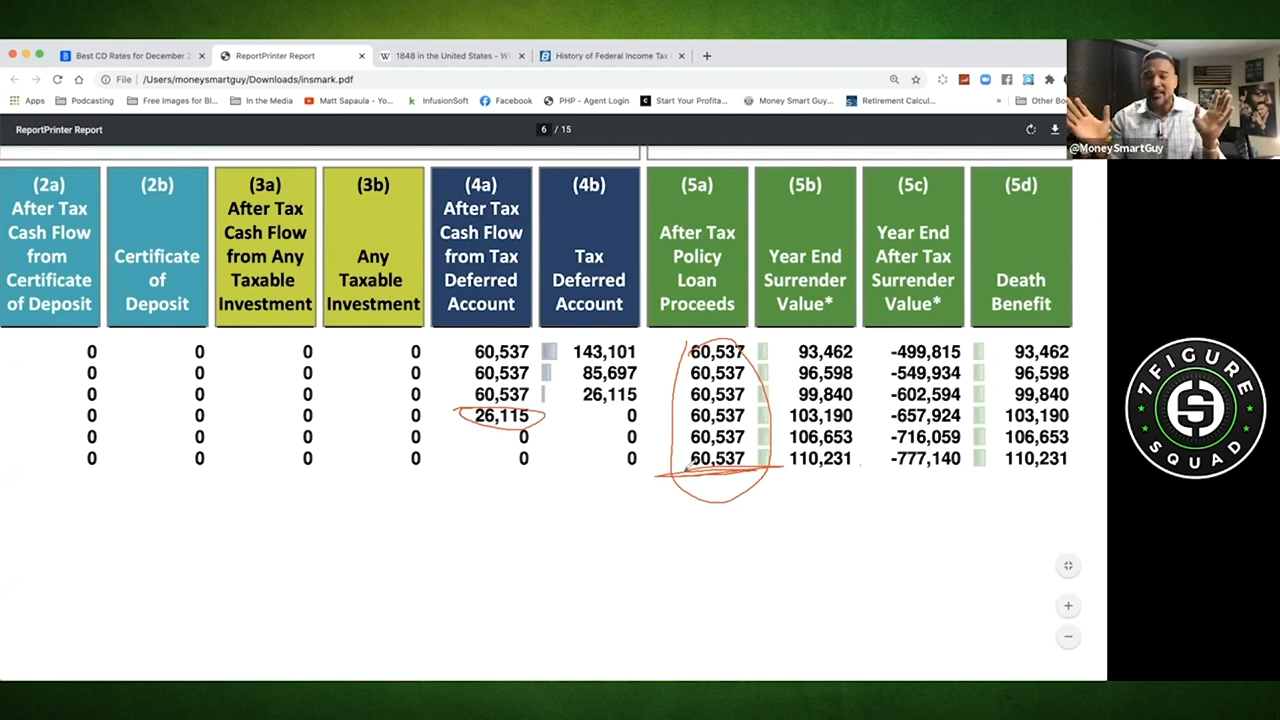 Best CD Rates for December 2
ReportPrinter Report
1848 in the United States - Wi
History of Federal Income Tax
File /Users/moneysmartguy/Downloads/insmark.pdf
Apps Podcasting Free Images for Bl... In the Media Matt Sapaula - Yo... InfusionSoft Facebook PHP - Agent Login Start Your Profita... Money Smart Guy... Retirement Calcul... » Other Bo
@MoneySmartGuy
ReportPrinter Report 6 / 15
(2a)
After Tax
Cash Flow
from
Certificate
of Deposit
(2b)
Certificate
of
Deposit
(3a)
After Tax
Cash Flow
from Any
Taxable
Investment
(3b)
Any
Taxable
Investment
(4a)
After Tax
Cash Flow
from Tax
Deferred
Account
(4b)
Tax
Deferred
Account
(5a)
After Tax
Policy
Loan
Proceeds
(5b)
Year End
Surrender
Value*
(5c)
Year End
After Tax
Surrender
Value*
(5d)
Death
Benefit
0 0 0 0 60,537 143,101 60,537 93,462 -499,815 93,462
0 0 0 0 60,537 85,697 60,537 96,598 -549,934 96,598
0 0 0 0 60,537 26,115 60,537 99,840 -602,594 99,840
0 0 0 0 26,115 0 60,537 103,190 -657,924 103,190
0 0 0 0 0 0 60,537 106,653 -716,059 106,653
0 0 0 0 0 0 60,537 110,231 -777,140 110,231
7FIGURE
SQUAD